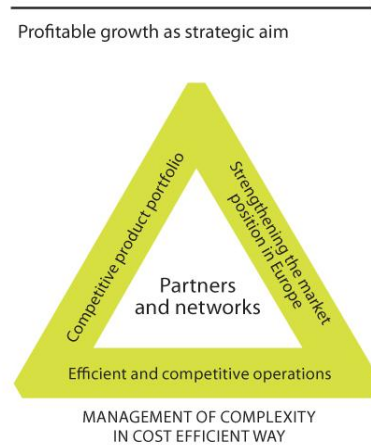 Profitable growth as strategic aim
Competitive product portfolio
Strengthening the market
position in Europe
Partners
and networks
Efficient and competitive operations
MANAGEMENT OF COMPLEXITY
IN COST EFFICIENT WAY